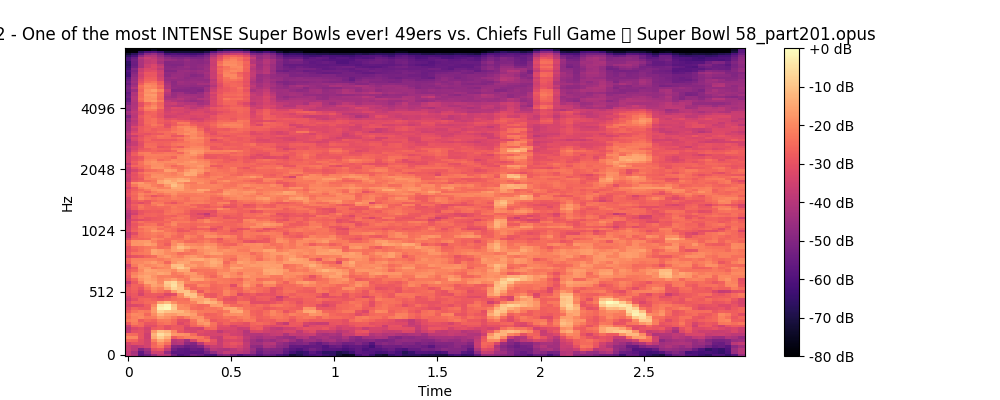 2 - One of the most INTENSE Super Bowls ever! 49ers vs. Chiefs Full Game  Super Bowl 58_part201.opus
+0 dB
-10 dB
-20 dB
-30 dB
-40 dB
-50 dB
-60 dB
-70 dB
-80 dB
4096
2048
1024
512
0
Hz
0 0.5 1 1.5 2 2.5
Time